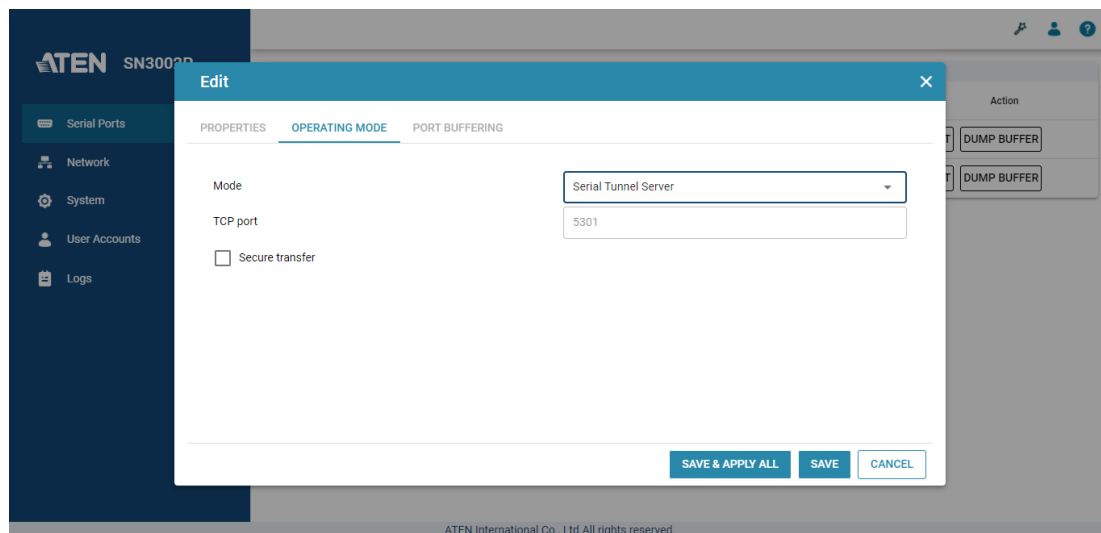 ATEN
Edit
Action
PROPERTIES OPERATING MODE PORT BUFFERING
Serial Ports
DUMP BUFFER
Network
DUMP BUFFER
Mode
Serial Tunnel Server
System
TCP port
5301
User Accounts
Secure transfer
Logs
SAVE & APPLY ALL SAVE CANCEL
ATEN International Co., Ltd.All rights reserved.